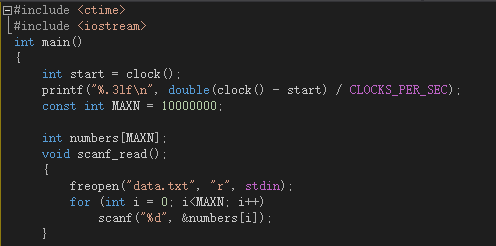 #include <ctime>
#include <iostream>
int main()
{
int start = clock();
printf("%.3lf\n", double(clock() - start) / CLOCKS_PER_SEC);
const int MAXN = 10000000;
int numbers[MAXN];
void scanf_read();
{
freopen("data.txt", "r", stdin);
for (int i = 0; i<MAXN; i++)
scanf("%d", &numbers[i]);
}